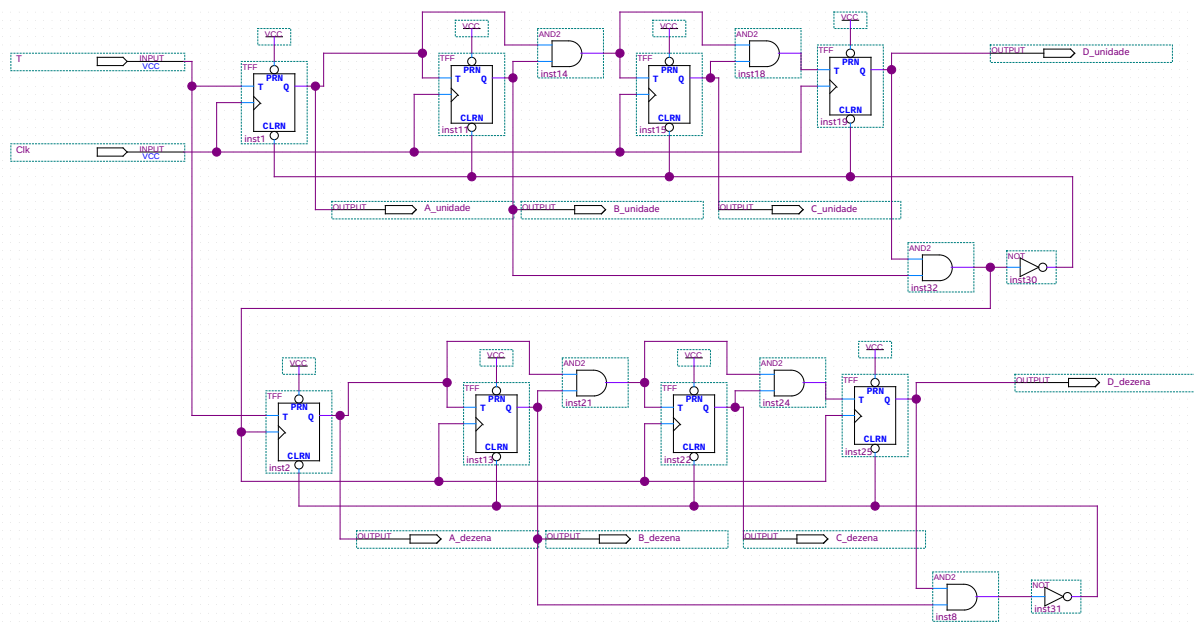 VCC
VCC
VCC
VCC
AND2
AND2
TFF
TFF
TFF
TFF
T
INPUT
VCC
OUTPUT
D_unidade
PRN
T Q
CLRN
inst1
PRN
T Q
CLRN
inst11
inst14
PRN
T Q
CLRN
inst15
inst18
PRN
T Q
CLRN
inst19
Clk
INPUT
VCC
OUTPUT
A_unidade
OUTPUT
B_unidade
OUTPUT
C_unidade
AND2
inst32
NOT
inst30
VCC
VCC
VCC
VCC
AND2
AND2
TFF
TFF
TFF
TFF
OUTPUT
D_dezena
PRN
T Q
CLRN
inst2
PRN
T Q
CLRN
inst13
inst21
PRN
T Q
CLRN
inst22
inst24
PRN
T Q
CLRN
inst25
OUTPUT
A_dezena
OUTPUT
B_dezena
OUTPUT
C_dezena
AND2
inst8
NOT
inst31